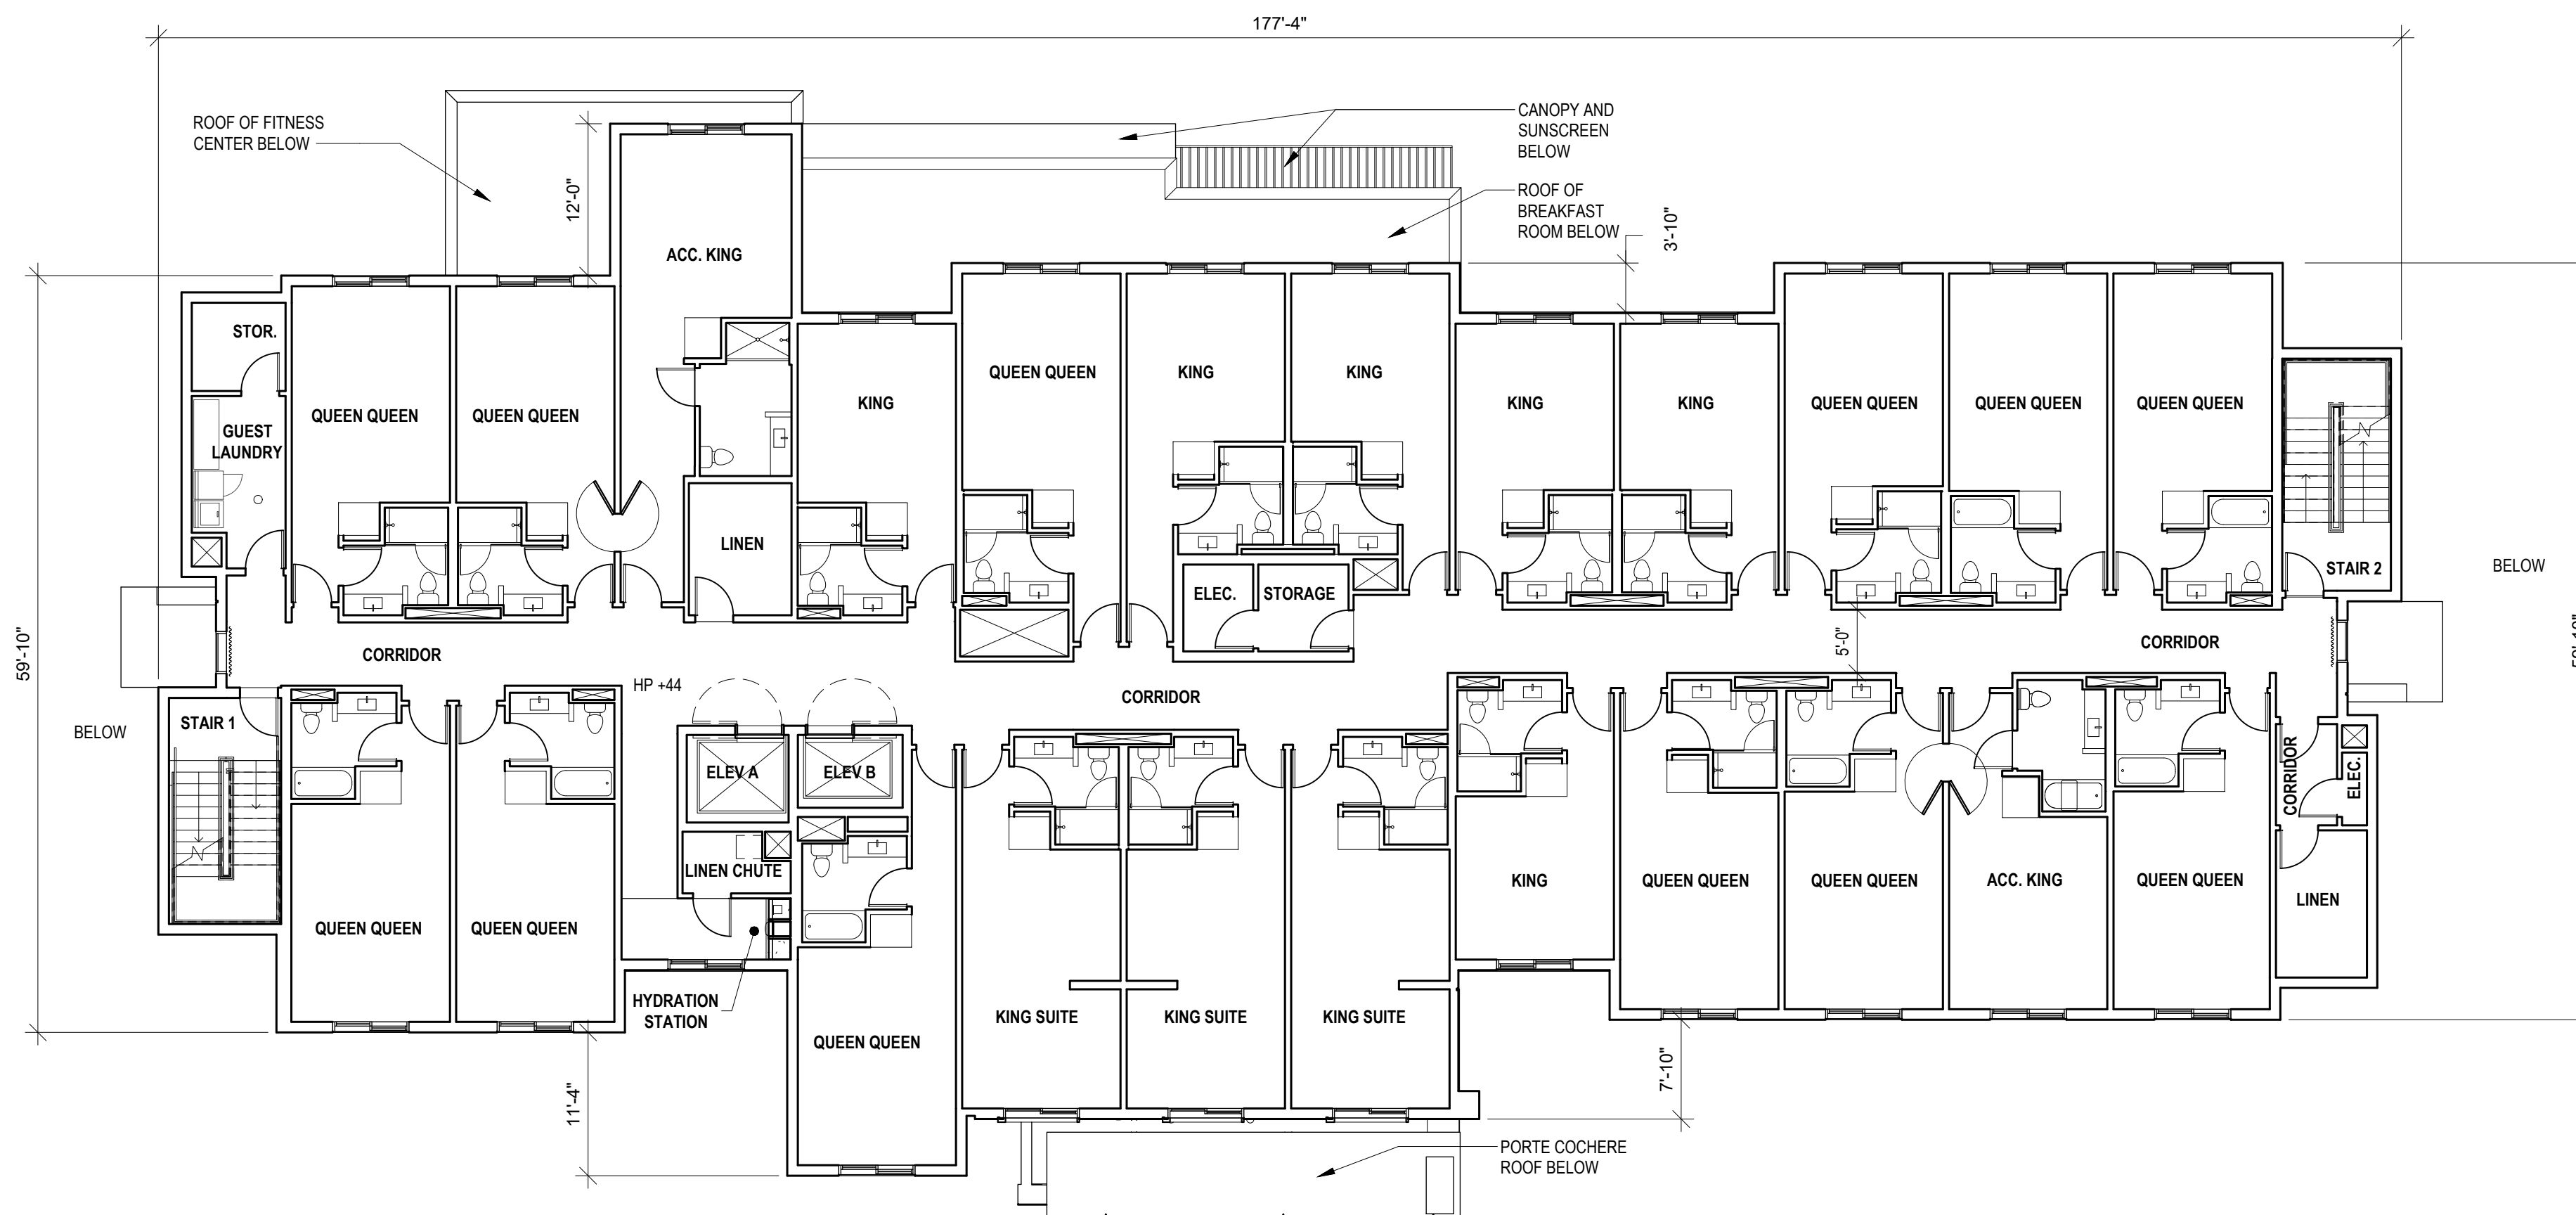 177'-4"
ROOF OF FITNESS
CENTER BELOW
CANOPY AND
SUNSCREEN
BELOW
12'-0"
ROOF OF
BREAKFAST
ROOM BELOW
3'-10"
ACC. KING
STOR.
QUEEN QUEEN
QUEEN QUEEN
KING
QUEEN QUEEN
KING
KING
KING
KING
QUEEN QUEEN
QUEEN QUEEN
QUEEN QUEEN
GUEST
LAUNDRY
LINEN
ELEC.
STORAGE
STAIR 2
BELOW
59'-10"
CORRIDOR
5'-0"
CORRIDOR
HP +44
CORRIDOR
STAIR 1
BELOW
ELEV A
ELEV B
CORRIDOR
ELEC.
LINEN CHUTE
KING
QUEEN QUEEN
QUEEN QUEEN
ACC. KING
QUEEN QUEEN
LINEN
QUEEN QUEEN
QUEEN QUEEN
HYDRATION
STATION
QUEEN QUEEN
KING SUITE
KING SUITE
KING SUITE
11'-4"
7'-10"
PORTE COCHERE
ROOF BELOW